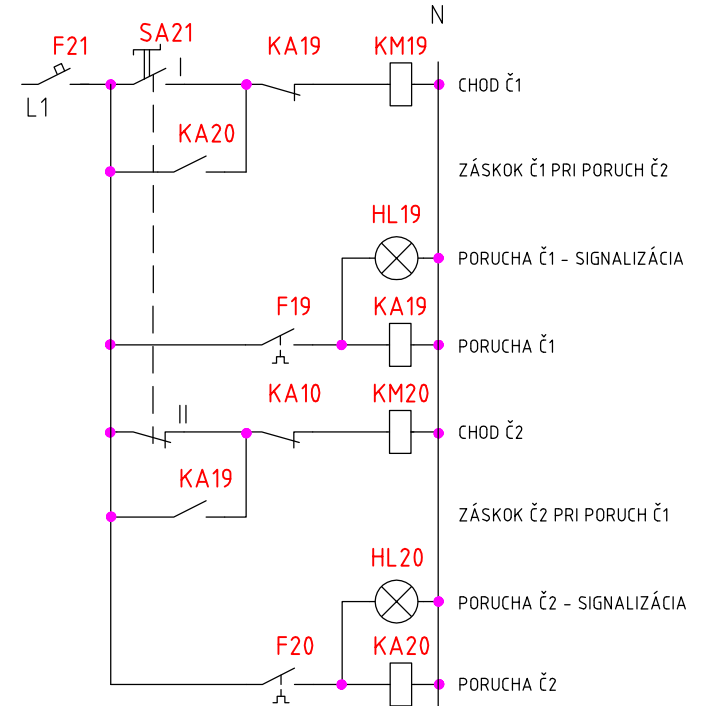 N
F21
SA21
KA19
KM19
I
L1
CHOD Č1
KA20
ZÁSKOK Č1 PRI PORUCH Č2
HL19
PORUCHA Č1 - SIGNALIZÁCIA
F19
KA19
PORUCHA Č1
II
KA10
KM20
CHOD Č2
KA19
ZÁSKOK Č2 PRI PORUCH Č1
HL20
PORUCHA Č2 - SIGNALIZÁCIA
F20
KA20
PORUCHA Č2